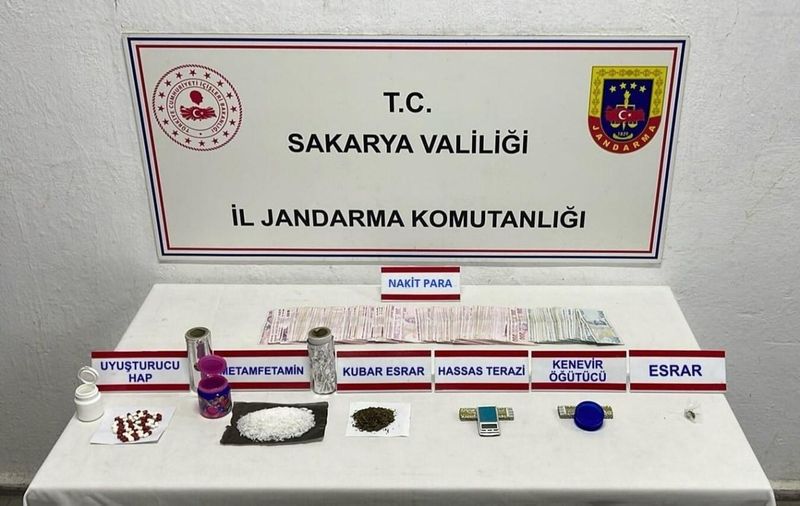 T.C.
SAKARYA VALİLİĞİ
İL JANDARMA KOMUTANLIĞI
JANDARMA
1839
NAKİT PARA
UYUŞTURUCU
HAP
METAMFETAMİN
KUBAR ESRAR
HASSAS TERAZİ
KENEVİR
ÖĞÜTÜCÜ
ESRAR